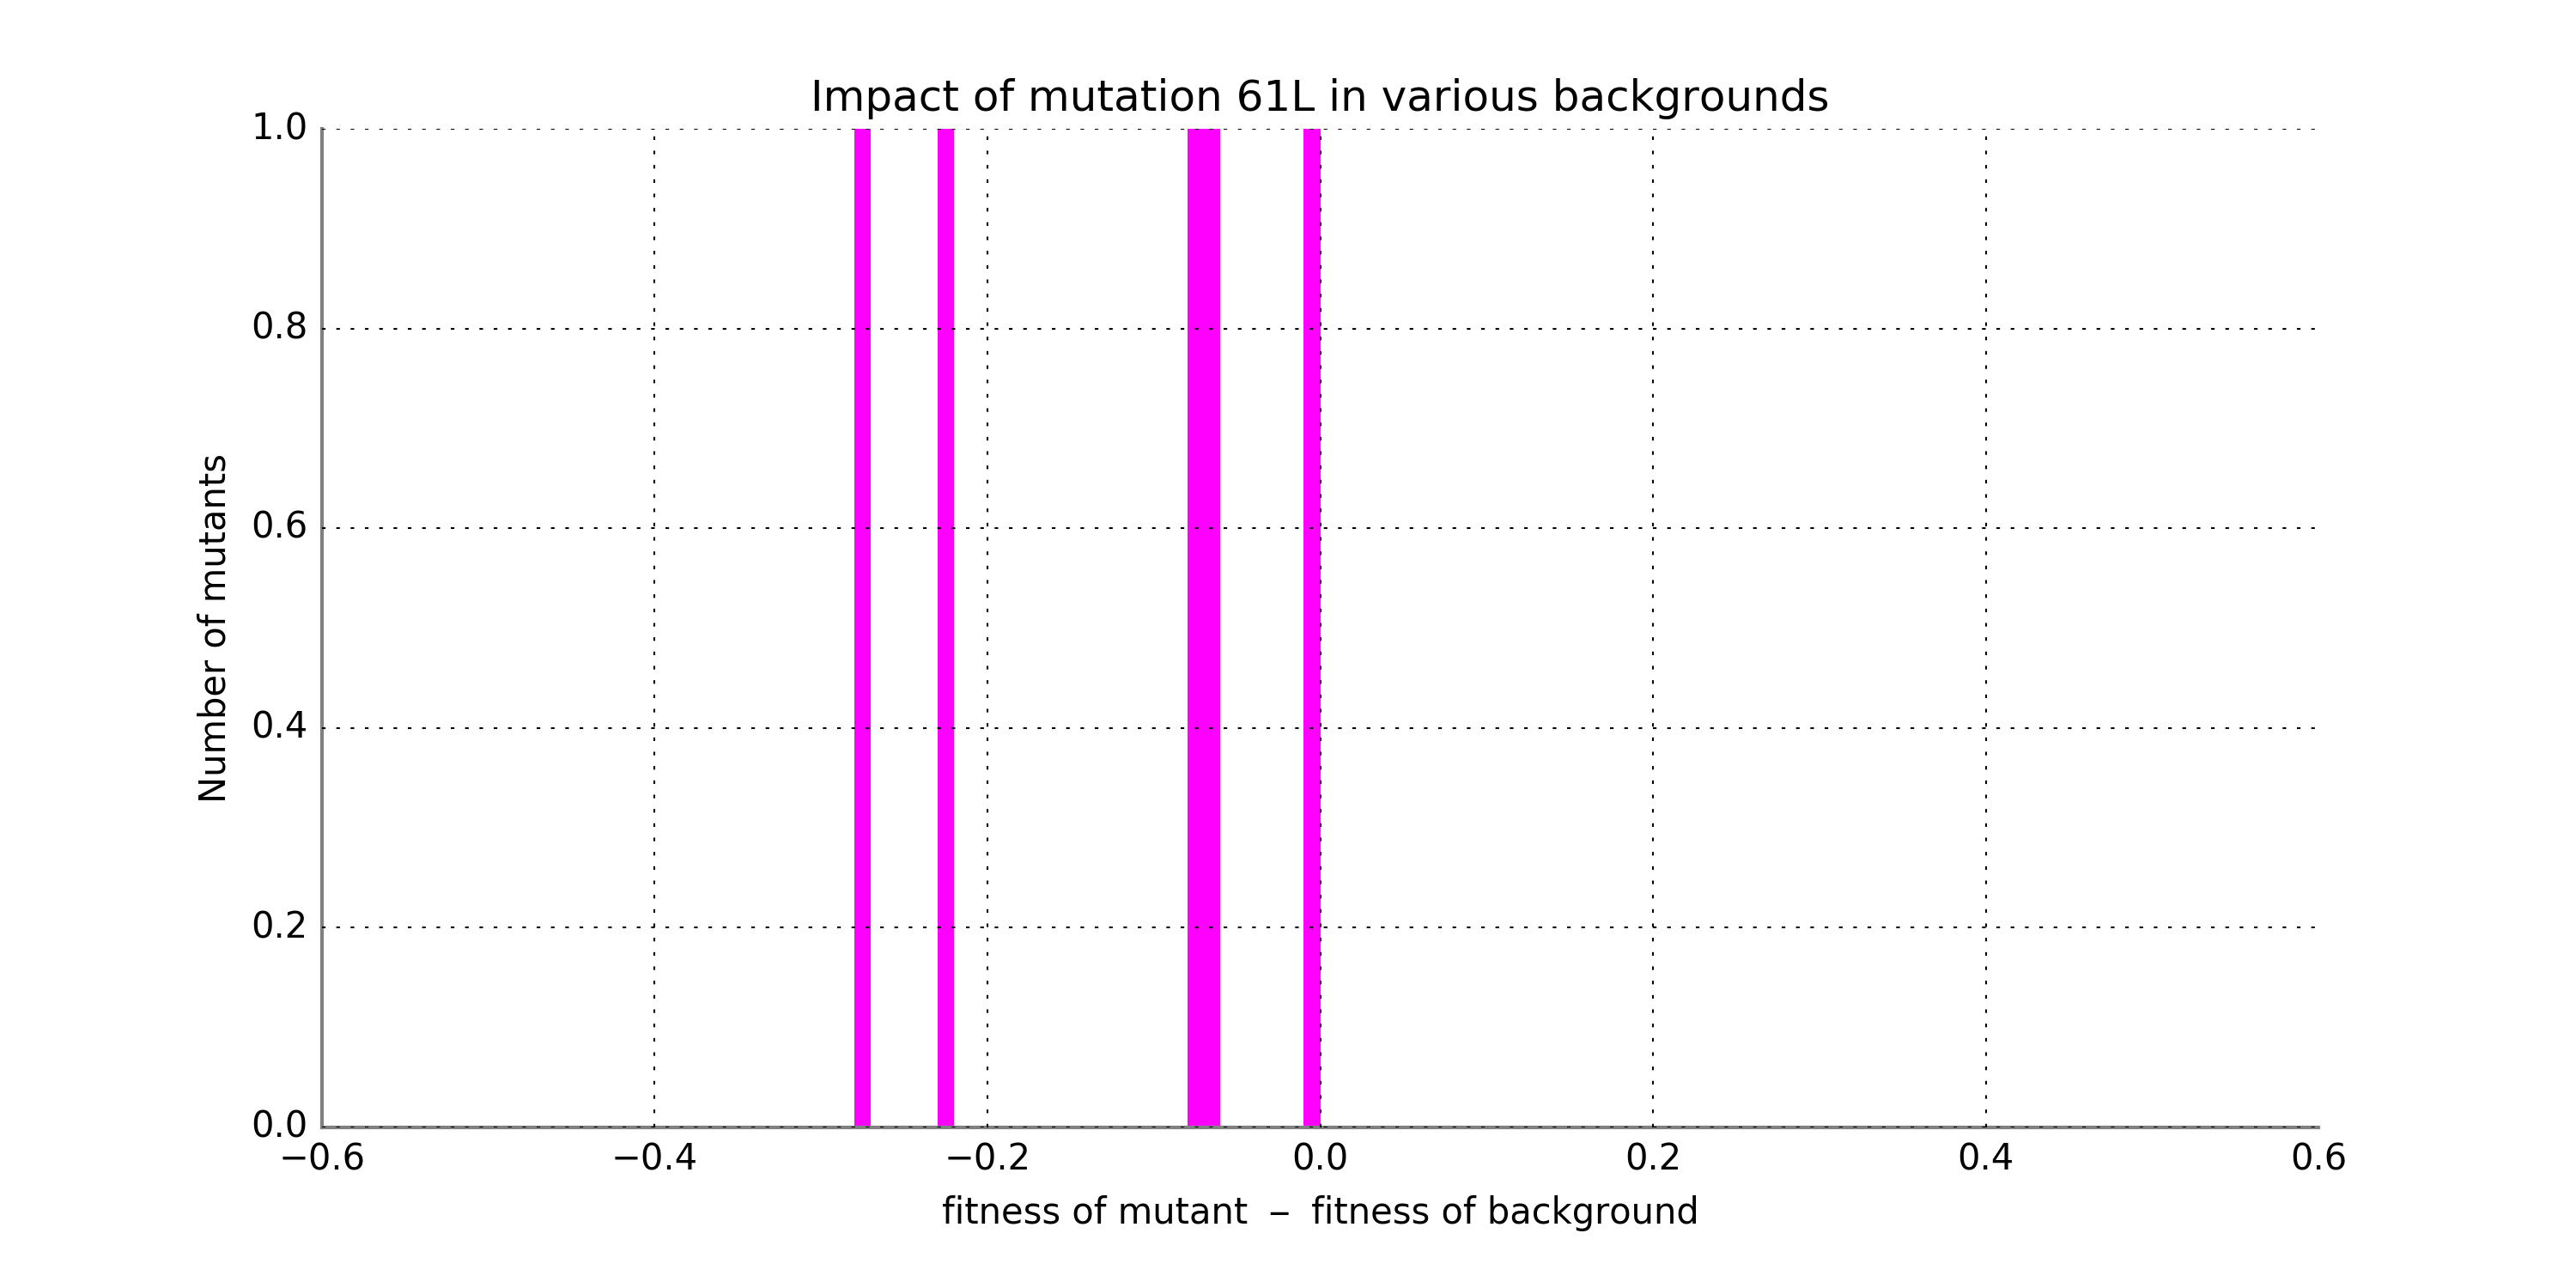 Impact of mutation 61L in various backgrounds
1.0
0.8
0.6
0.4
0.2
0.0
Number of mutants
−0.6 −0.4 −0.2 0.0 0.2 0.4 0.6
fitness of mutant − fitness of background